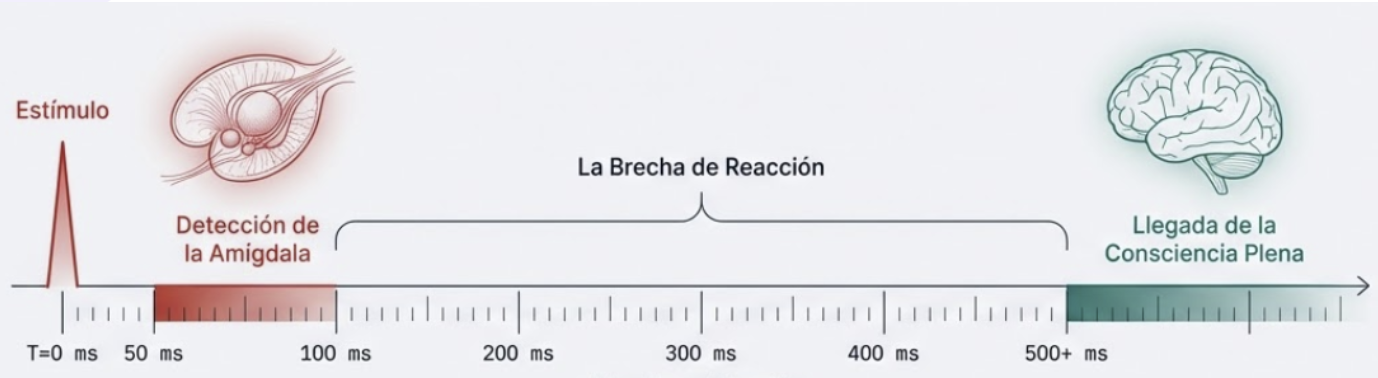 Estímulo
Detección de
la Amígdala
La Brecha de Reacción
Llegada de la
Consciencia Plena
T=0 ms
50 ms
100 ms
200 ms
300 ms
400 ms
500+ ms